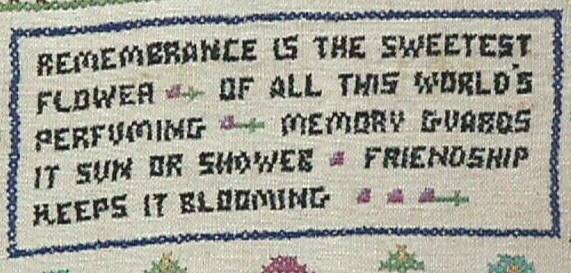 REMEMBRANCE IS THE SWEETEST
FLOWER OF ALL THIS WORLD'S
PERFUMING MEMORY GUARDS
IT SUN OR SHOWER FRIENDSHIP
KEEPS IT BLOOMING